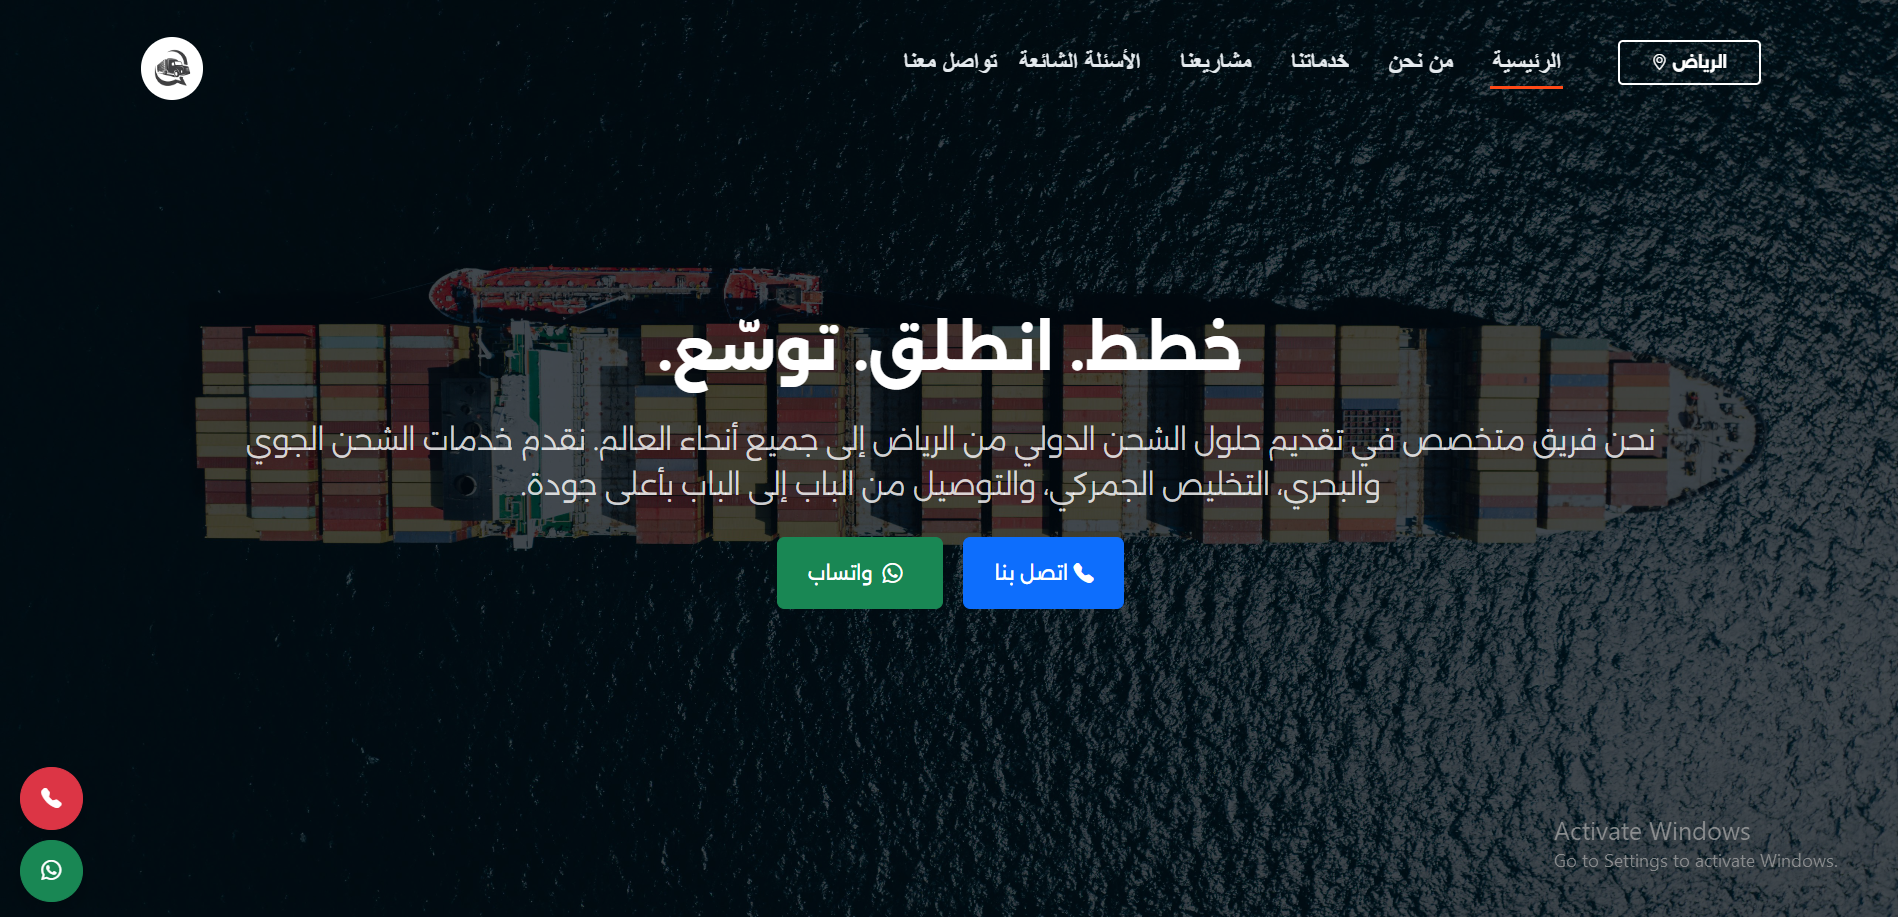 الرياض
الرئيسية
من نحن
خدماتنا
مشاريعنا
الأسئلة الشائعة
تواصل معنا
خطط. انطلق. توسّع.
نحن فريق متخصص في تقديم حلول الشحن الدولي من الرياض إلى جميع أنحاء العالم. نقدم خدمات الشحن الجوي
والبحري، التخليص الجمركي، والتوصيل من الباب إلى الباب بأعلى جودة.
اتصل بنا
واتساب
Activate Windows
Go to Settings to activate Windows.